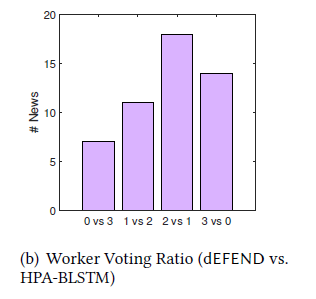 20
15
10
5
0
# News
0 vs 3 1 vs 2 2 vs 1 3 vs 0
(b) Worker Voting Ratio (dEFEND vs.
HPA-BLSTM)